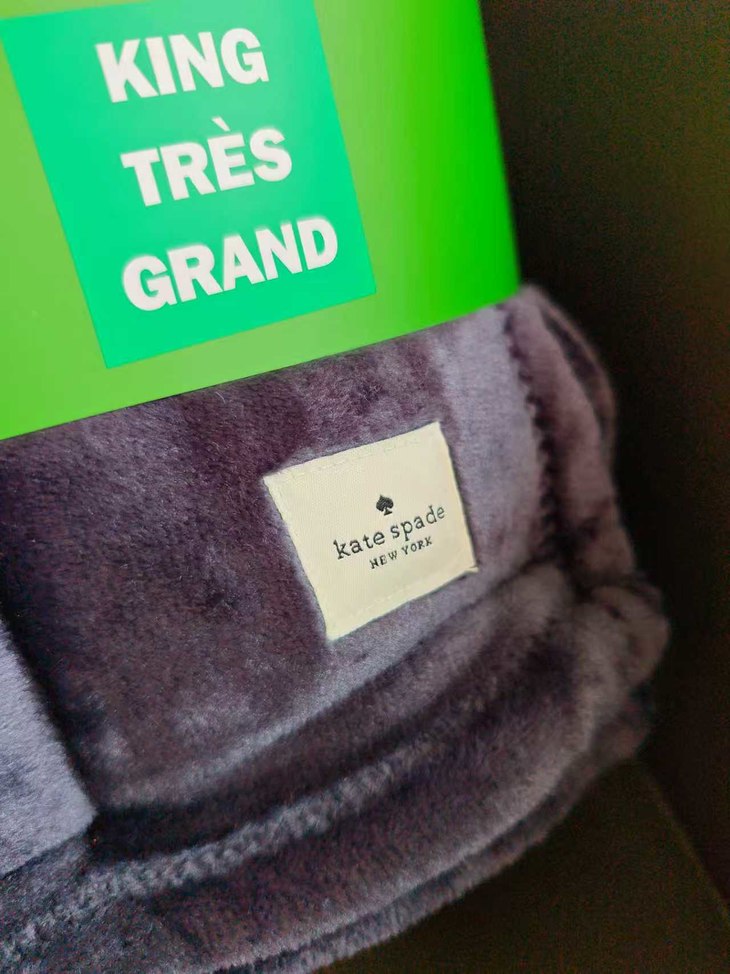 KING
TRÈS
GRAND
kate spade
NEW YORK